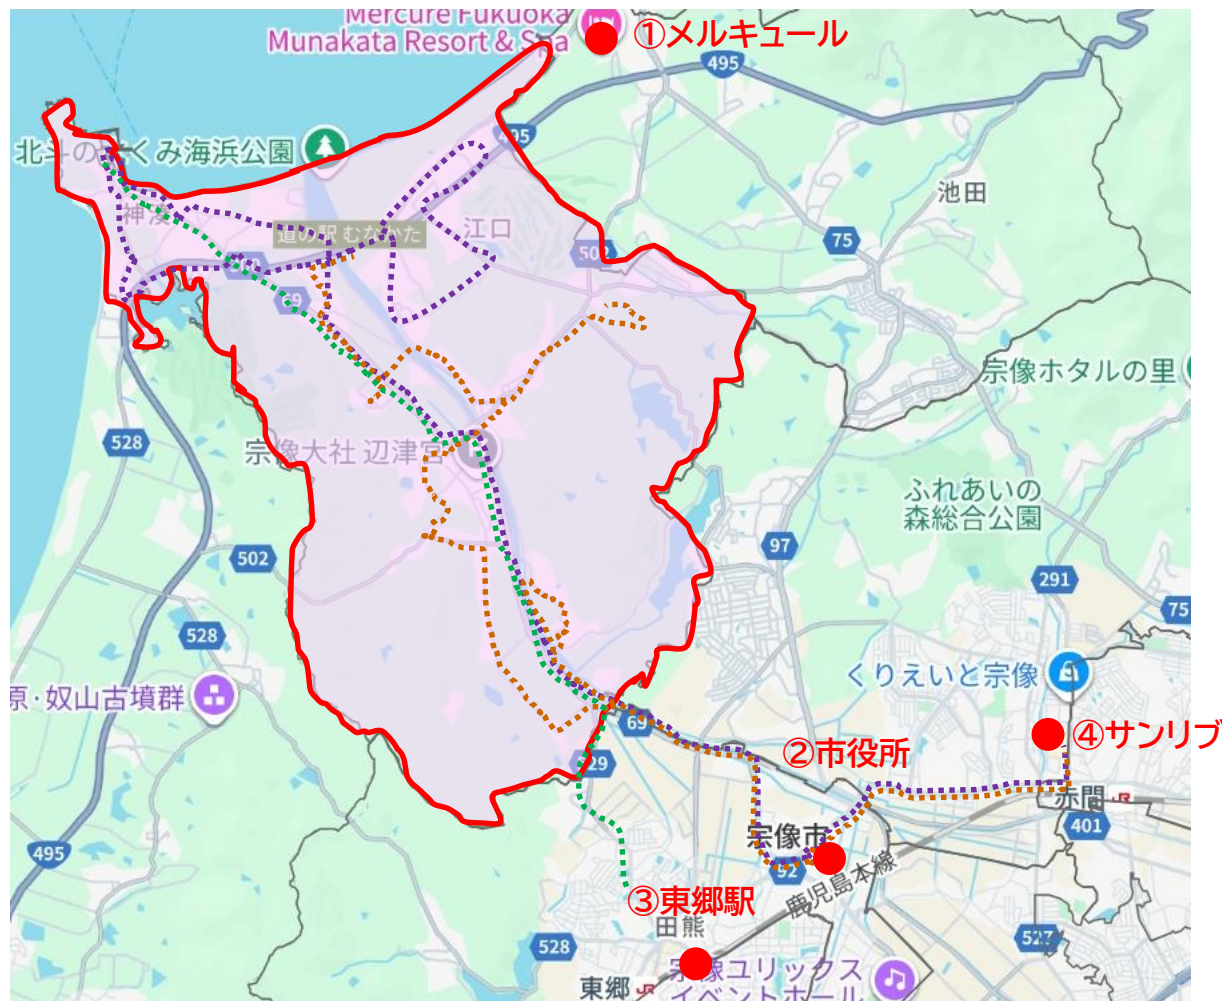 Mercure Fukuoka
Munakata Resort & Spa
①メルキュール
495
495
北斗の水くみ海浜公園
池田
神湊
道の駅 むなかた
江口
75
502
69
宗像ホタルの里
528
宗像大社 辺津宮
ふれあいの
森総合公園
97
502
291
75
528
くりえいと宗像
原・奴山古墳群
69
④サンリブ
②市役所
29
赤間
JR
401
宗像市
495
92
鹿児島本線
③東郷駅
田熊
528
527
宗像ユリックス
東郷
JR
イベントホール